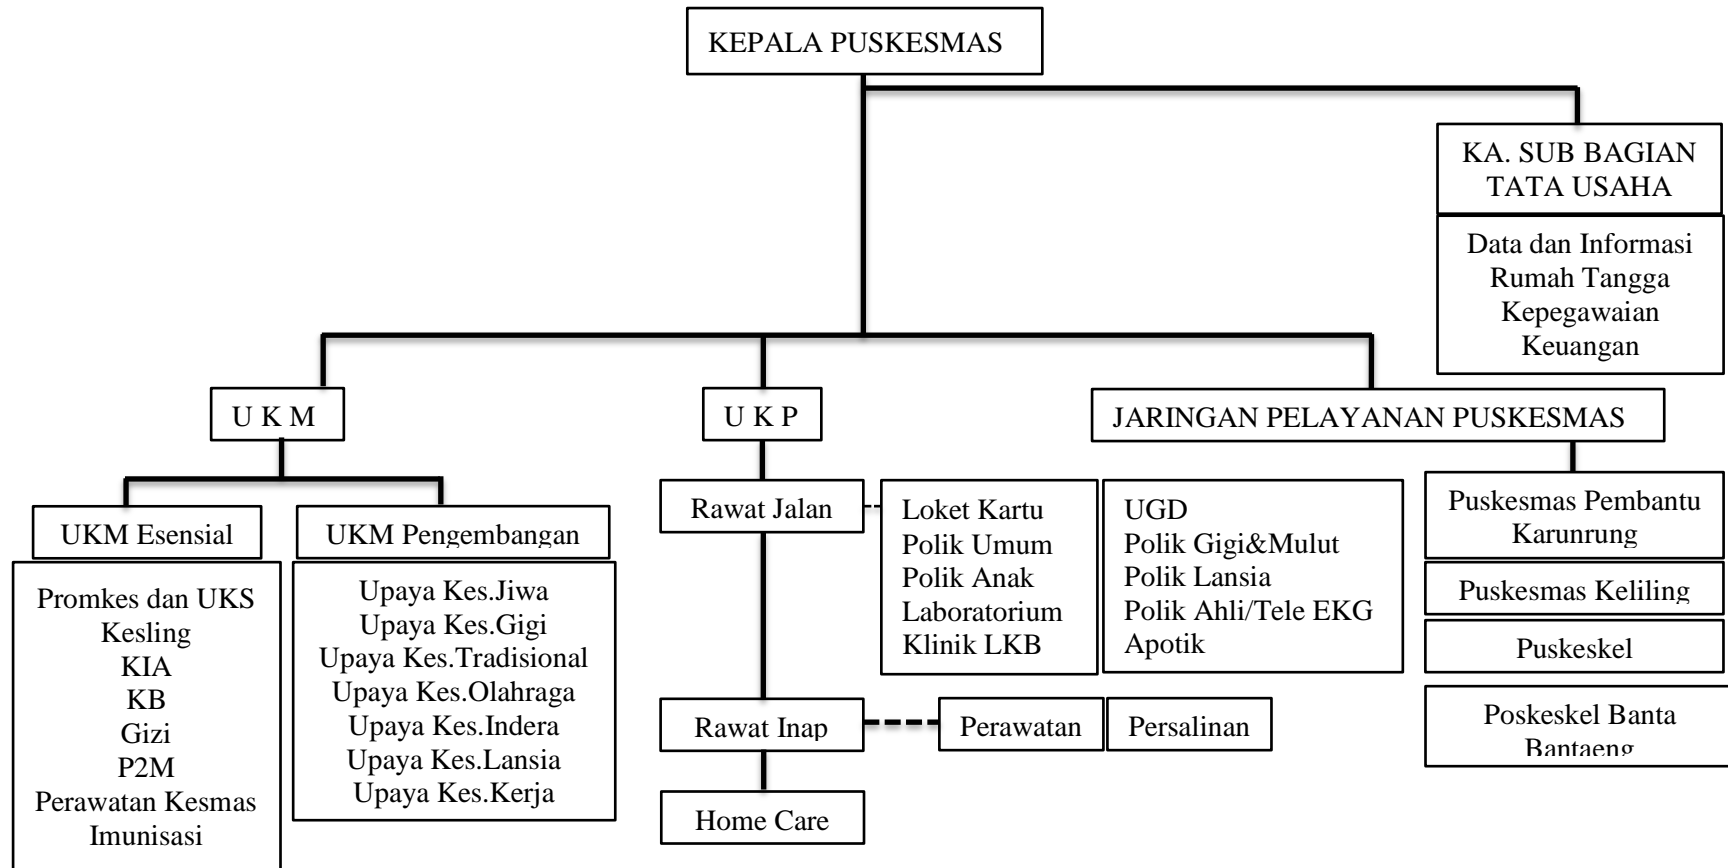 KEPALA PUSKESMAS
KA. SUB BAGIAN
TATA USAHA
Data dan Informasi
Rumah Tangga
Kepegawaian
Keuangan
U K M
U K P
JARINGAN PELAYANAN PUSKESMAS
UKM Esensial
Promkes dan UKS
Kesling
KIA
KB
Gizi
P2M
Perawatan Kesmas
Imunisasi
UKM Pengembangan
Upaya Kes.Jiwa
Upaya Kes.Gigi
Upaya Kes.Tradisional
Upaya Kes.Olahraga
Upaya Kes.Indera
Upaya Kes.Lansia
Upaya Kes.Kerja
Rawat Jalan
Loket Kartu
Polik Umum
Polik Anak
Laboratorium
Klinik LKB
UGD
Polik Gigi&Mulut
Polik Lansia
Polik Ahli/Tele EKG
Apotik
Rawat Inap
Perawatan
Persalinan
Home Care
Puskesmas Pembantu
Karunrung
Puskesmas Keliling
Puskeskel
Poskeskel Banta
Bantaeng